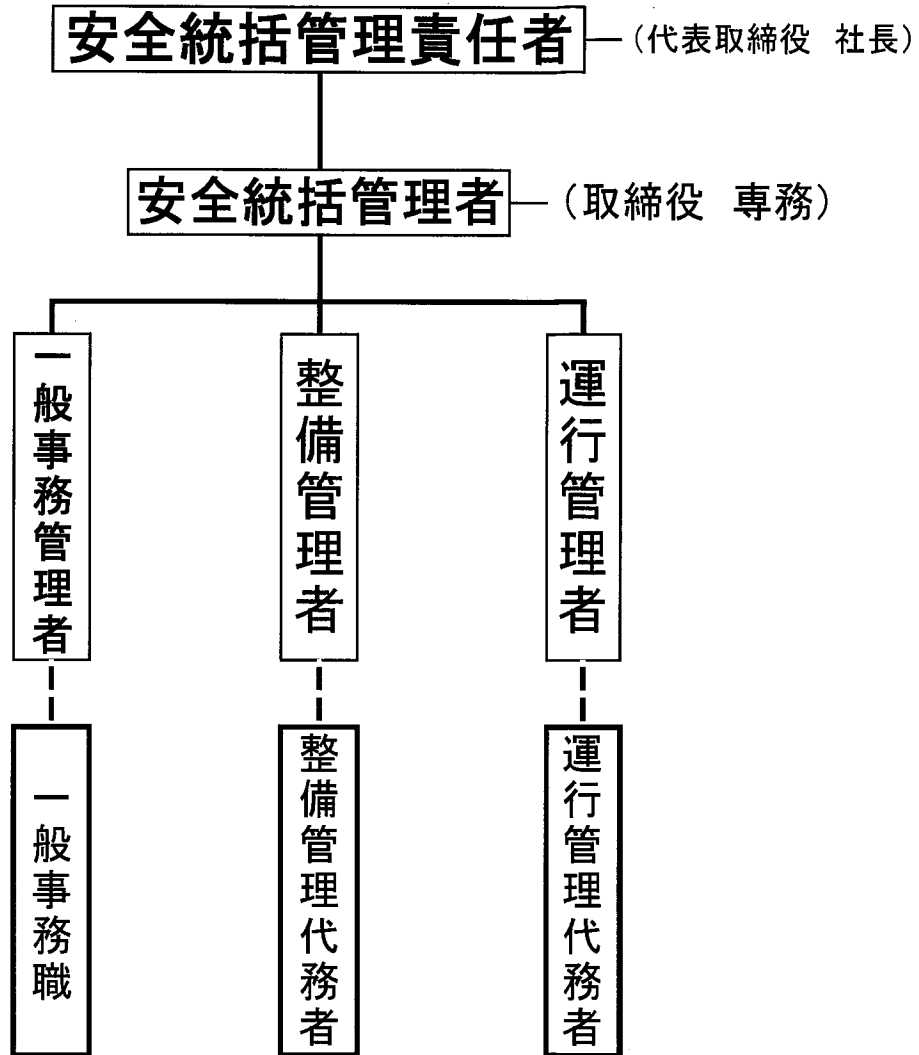 安全統括管理責任者
(代表取締役 社長)
安全統括管理者
(取締役 専務)
一般事務管理者
整備管理者
運行管理者
一般事務職
整備管理代務者
運行管理代務者